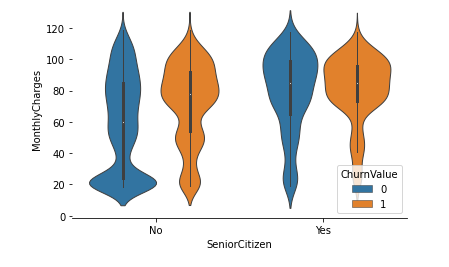 120
100
80
60
40
20
0
MonthlyCharges
No
Yes
SeniorCitizen
ChurnValue
0
1